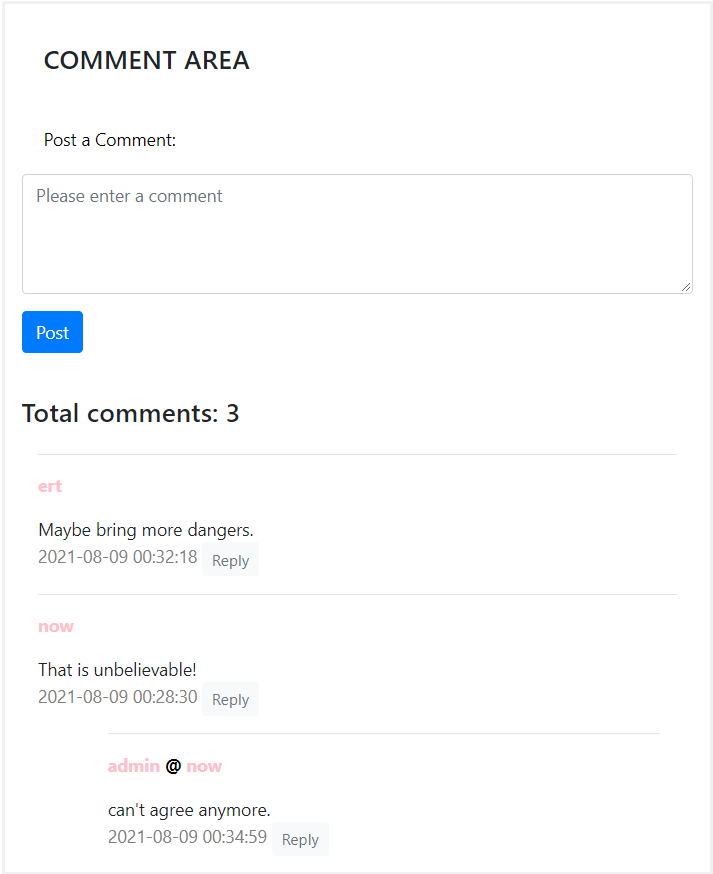 COMMENT AREA
Post a Comment:
Please enter a comment
Post
Total comments: 3
ert
Maybe bring more dangers.
2021-08-09 00:32:18 Reply
now
That is unbelievable!
2021-08-09 00:28:30 Reply
admin @ now
can't agree anymore.
2021-08-09 00:34:59 Reply